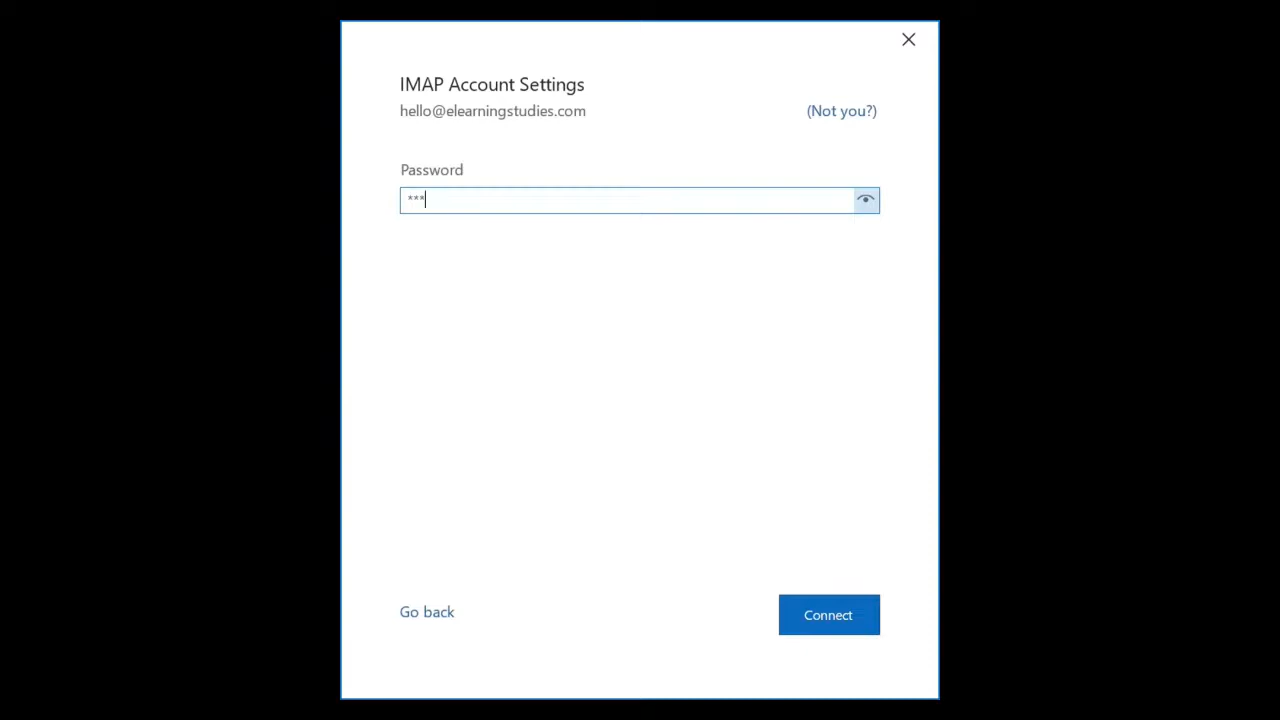 IMAP Account Settings
hello@elearningstudies.com
(Not you?)
Password
***
Go back
Connect